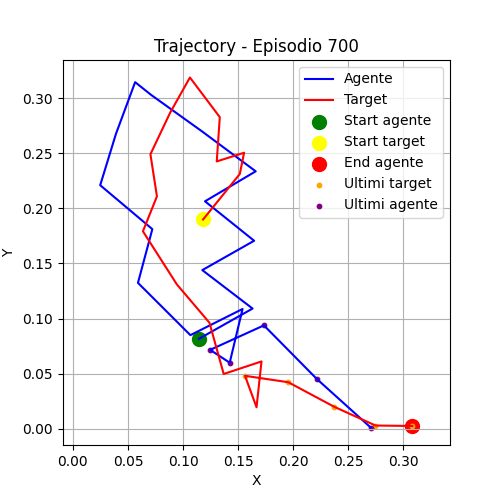 Trajectory - Episodio 700
Agente
Target
Start agente
Start target
End agente
Ultimi target
Ultimi agente
Y
0.30
0.25
0.20
0.15
0.10
0.05
0.00
0.00 0.05 0.10 0.15 0.20 0.25 0.30
X